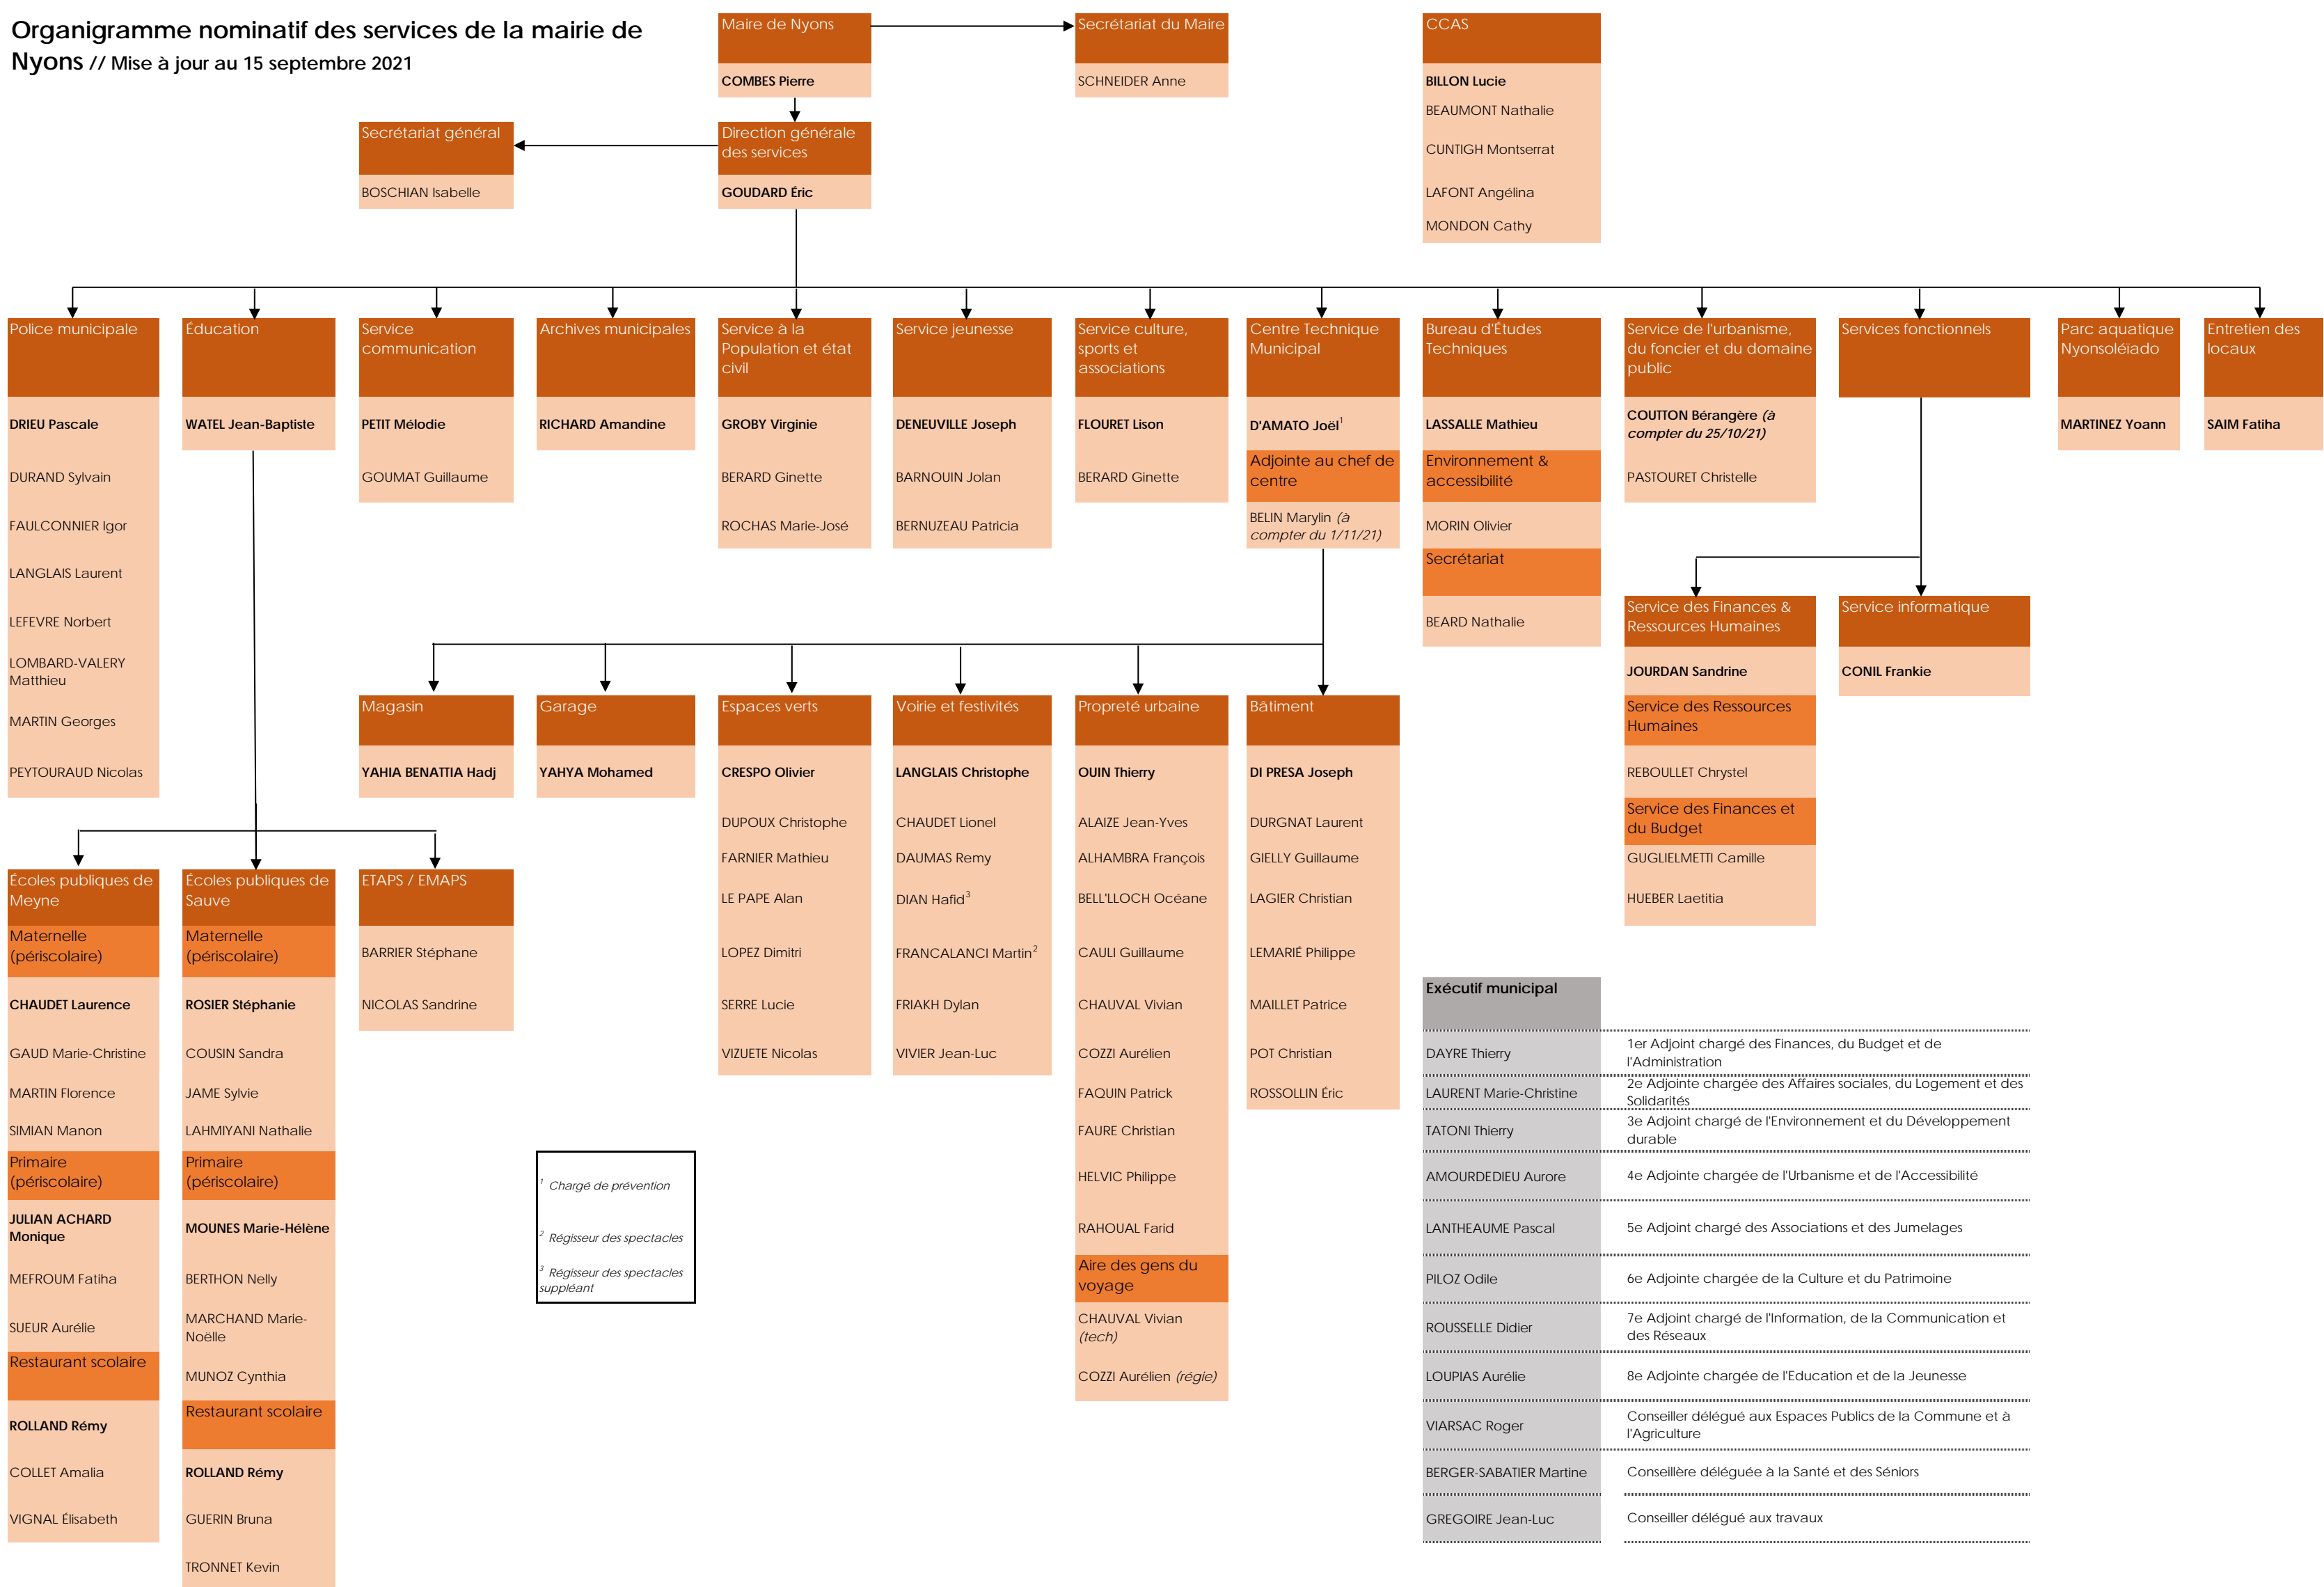 Organigramme nominatif des services de la mairie de
Nyons // Mise à jour au 15 septembre 2021
Maire de Nyons
COMBES Pierre
Secrétariat du Maire
SCHNEIDER Anne
CCAS
BILLON Lucie
BEAUMONT Nathalie
CUNTIGH Montserrat
LAFONT Angélina
MONDON Cathy
Secrétariat général
BOSCHIAN Isabelle
Direction générale
des services
GOUDARD Éric
Police municipale
DRIEU Pascale
DURAND Sylvain
FAULCONNIER Igor
LANGLAIS Laurent
LEFEVRE Norbert
LOMBARD-VALERY
Matthieu
MARTIN Georges
PEYTOURAUD Nicolas
Éducation
WATEL Jean-Baptiste
Service
communication
PETIT Mélodie
GOUMAT Guillaume
Archives municipales
RICHARD Amandine
Service à la
Population et état
civil
GROBY Virginie
BERARD Ginette
ROCHAS Marie-José
Service jeunesse
DENEUVILLE Joseph
BARNOUIN Jolan
BERNUZEAU Patricia
Service culture,
sports et
associations
FLOURET Lison
BERARD Ginette
Centre Technique
Municipal
D'AMATO Joël1
Adjointe au chef de
centre
BELIN Marylin (à
compter du 1/11/21)
Bureau d'Études
Techniques
LASSALLE Mathieu
Environnement &
accessibilité
MORIN Olivier
Secrétariat
BEARD Nathalie
Service de l'urbanisme,
du foncier et du domaine
public
COUTTON Bérangère (à
compter du 25/10/21)
PASTOURET Christelle
Services fonctionnels
Parc aquatique
Nyonsoléïado
MARTINEZ Yoann
Entretien des
locaux
SAIM Fatiha
Service des Finances &
Ressources Humaines
JOURDAN Sandrine
Service des Ressources
Humaines
REBOULLET Chrystel
Service des Finances et
du Budget
GUGLIELMETTI Camille
HUEBER Laetitia
Service informatique
CONIL Frankie
Magasin
YAHIA BENATTIA Hadj
Garage
YAHYA Mohamed
Espaces verts
CRESPO Olivier
DUPOUX Christophe
FARNIER Mathieu
LE PAPE Alan
LOPEZ Dimitri
SERRE Lucie
VIZUETE Nicolas
Voirie et festivités
LANGLAIS Christophe
CHAUDET Lionel
DAUMAS Remy
DIAN Hafid3
FRANCALANCI Martin2
FRIAKH Dylan
VIVIER Jean-Luc
Propreté urbaine
OUIN Thierry
ALAIZE Jean-Yves
ALHAMBRA François
BELL'LLOCH Océane
CAULI Guillaume
CHAUVAL Vivian
COZZI Aurélien
FAQUIN Patrick
FAURE Christian
HELVIC Philippe
RAHOUAL Farid
Aire des gens du
voyage
CHAUVAL Vivian
(tech)
COZZI Aurélien (régie)
Bâtiment
DI PRESA Joseph
DURGNAT Laurent
GIELLY Guillaume
LAGIER Christian
LEMARIÉ Philippe
MAILLET Patrice
POT Christian
ROSSOLLIN Éric
Écoles publiques de
Meyne
Maternelle
(périscolaire)
CHAUDET Laurence
GAUD Marie-Christine
MARTIN Florence
SIMIAN Manon
Primaire
(périscolaire)
JULIAN ACHARD
Monique
MEFROUM Fatiha
SUEUR Aurélie
Restaurant scolaire
ROLLAND Rémy
COLLET Amalia
VIGNAL Élisabeth
Écoles publiques de
Sauve
Maternelle
(périscolaire)
ROSIER Stéphanie
COUSIN Sandra
JAME Sylvie
LAHMIYANI Nathalie
Primaire
(périscolaire)
MOUNES Marie-Hélène
BERTHON Nelly
MARCHAND Marie-
Noëlle
MUNOZ Cynthia
Restaurant scolaire
ROLLAND Rémy
GUERIN Bruna
TRONNET Kevin
ETAPS / EMAPS
BARRIER Stéphane
NICOLAS Sandrine
1 Chargé de prévention
2 Régisseur des spectacles
3 Régisseur des spectacles
suppléant
Exécutif municipal
DAYRE Thierry
1er Adjoint chargé des Finances, du Budget et de
l'Administration
LAURENT Marie-Christine
2e Adjointe chargée des Affaires sociales, du Logement et des
Solidarités
TATONI Thierry
3e Adjoint chargé de l'Environnement et du Développement
durable
AMOURDEDIEU Aurore
4e Adjointe chargée de l'Urbanisme et de l'Accessibilité
LANTHEAUME Pascal
5e Adjoint chargé des Associations et des Jumelages
PILOZ Odile
6e Adjointe chargée de la Culture et du Patrimoine
ROUSSELLE Didier
7e Adjoint chargé de l'Information, de la Communication et
des Réseaux
LOUPIAS Aurélie
8e Adjointe chargée de l'Education et de la Jeunesse
VIARSAC Roger
Conseiller délégué aux Espaces Publics de la Commune et à
l'Agriculture
BERGER-SABATIER Martine
Conseillère déléguée à la Santé et des Séniors
GREGOIRE Jean-Luc
Conseiller délégué aux travaux